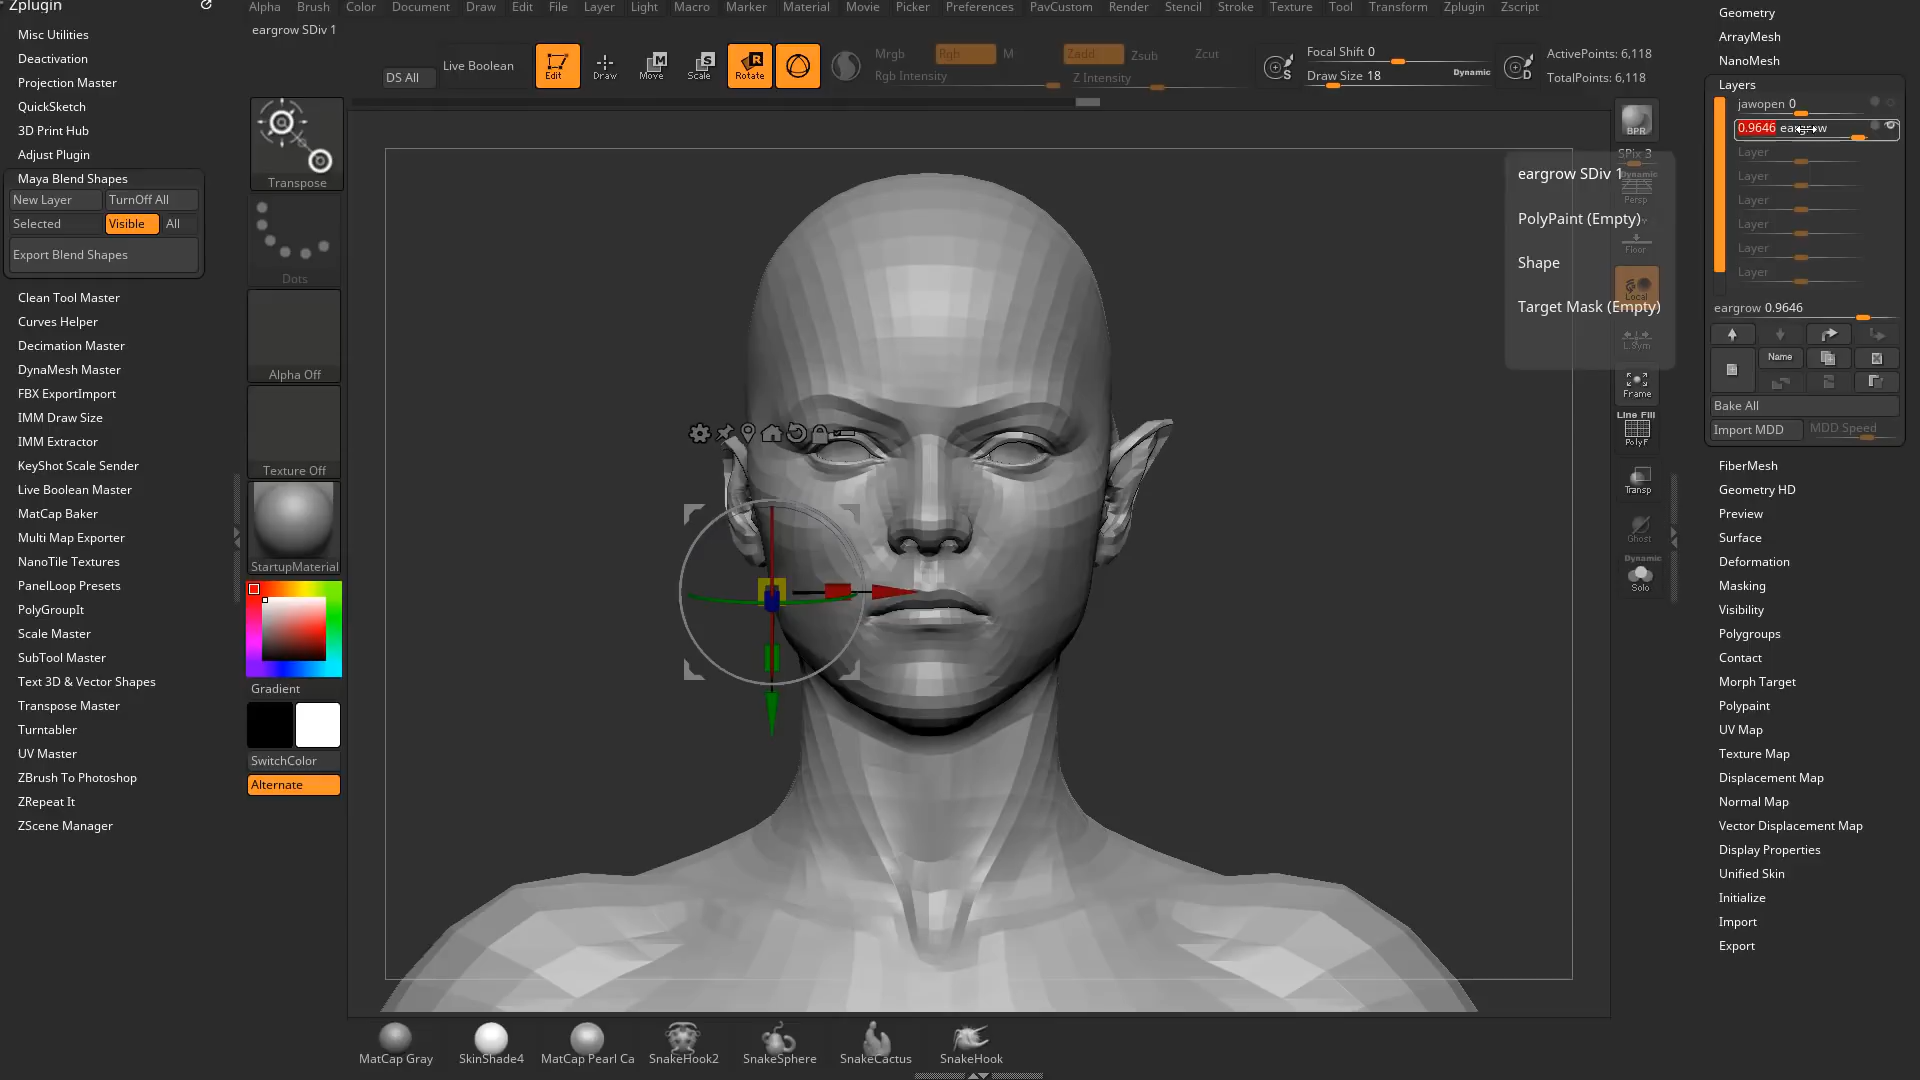 Zplugin
Misc Utilities
Deactivation
Projection Master
QuickSketch
3D Print Hub
Adjust Plugin
Maya Blend Shapes
New Layer
TurnOff All
Selected
Visible
All
Export Blend Shapes
Clean Tool Master
Curves Helper
Decimation Master
DynaMesh Master
FBX ExportImport
IMM Draw Size
IMM Extractor
KeyShot Scale Sender
Live Boolean Master
MatCap Baker
Multi Map Exporter
NanoTile Textures
PanelLoop Presets
PolyGroupIt
Scale Master
SubTool Master
Text 3D & Vector Shapes
Transpose Master
Turntabler
UV Master
ZBrush To Photoshop
ZRepeat It
ZScene Manager
Alpha Brush Color Document Draw Edit File Layer Light Macro Marker Material Movie Picker Preferences PavCustom Render Stencil Stroke Texture Tool Transform Zplugin Zscript
eargrow SDiv 1
DS All
Live Boolean
Edit
Draw
Move
Scale
Rotate
Mrgb
Rgb
M
Rgb Intensity
Zadd
Zsub
Zcut
Z Intensity
S
Focal Shift 0
Draw Size 18
Dynamic
D
ActivePoints: 6,118
TotalPoints: 6,118
Transpose
Dots
Alpha Off
Texture Off
StartupMaterial
Gradient
SwitchColor
Alternate
MatCap Gray
SkinShade4
MatCap Pearl Ca
SnakeHook2
SnakeSphere
SnakeCactus
SnakeHook
BPR
SPix 3
Dynamic
Persp
Floor
Local
L.Sym
Frame
Line Fill
PolyF
Transp
Ghost
Dynamic
Solo
eargrow SDiv 1
PolyPaint (Empty)
Shape
Target Mask (Empty)
Geometry
ArrayMesh
NanoMesh
Layers
jawopen 0
0.9646 eargrow
Layer
Layer
Layer
Layer
Layer
Layer
eargrow 0.9646
Name
Bake All
Import MDD
MDD Speed
FiberMesh
Geometry HD
Preview
Surface
Deformation
Masking
Visibility
Polygroups
Contact
Morph Target
Polypaint
UV Map
Texture Map
Displacement Map
Normal Map
Vector Displacement Map
Display Properties
Unified Skin
Initialize
Import
Export